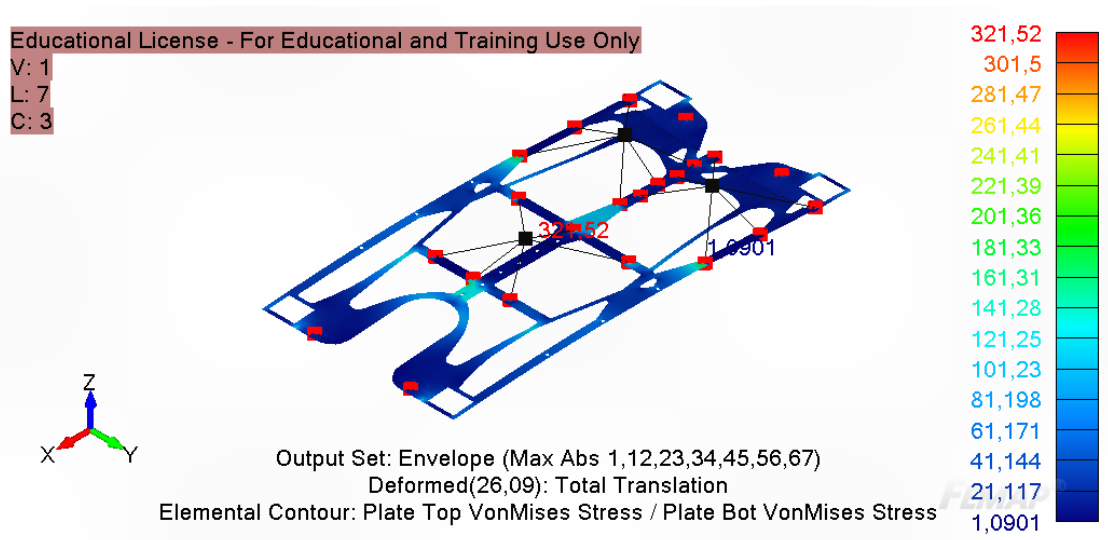 Educational License - For Educational and Training Use Only
V: 1
L: 7
C: 3
321,52
301,5
281,47
261,44
241,41
221,39
201,36
181,33
161,31
141,28
121,25
101,23
81,198
61,171
41,144
21,117
1,0901
321,52
1,0901
Z
X
Y
Output Set: Envelope (Max Abs 1,12,23,34,45,56,67)
Deformed(26,09): Total Translation
Elemental Contour: Plate Top VonMises Stress / Plate Bot VonMises Stress
FEMAP®